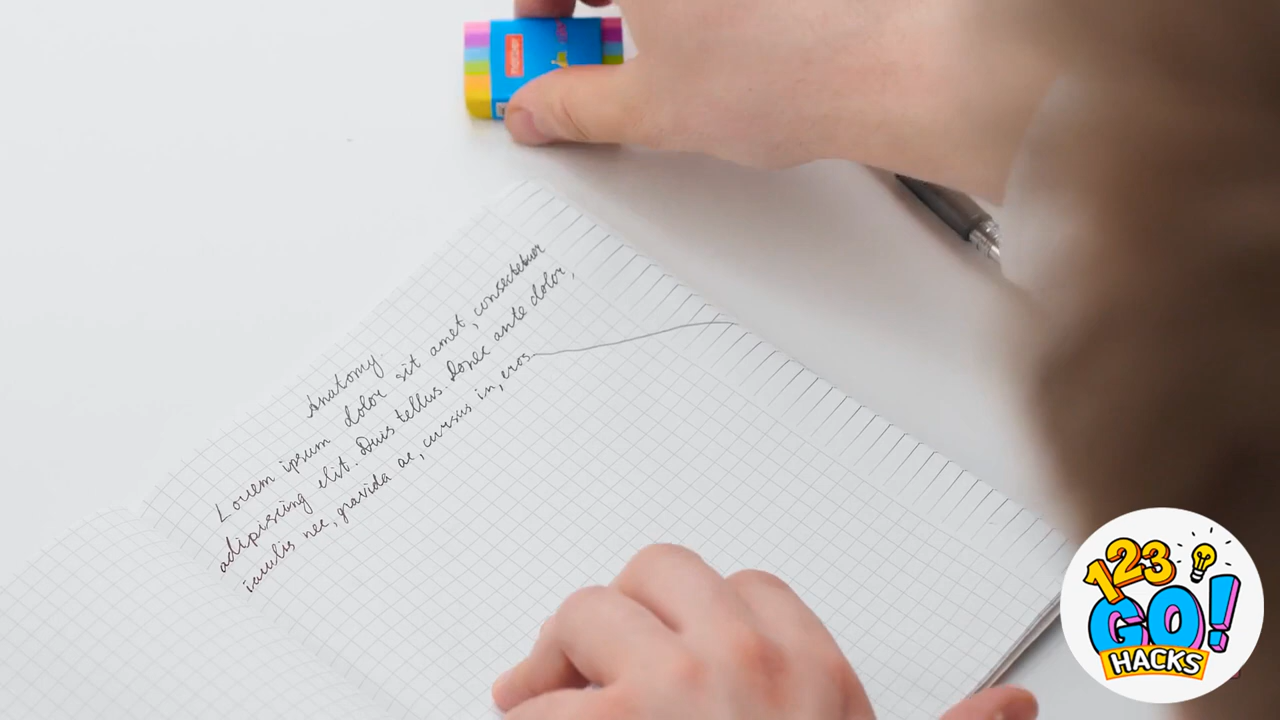 Anatomy
Lorem ipsum dolor sit amet, consectetuer
adipiscing elit. Duis tellus. Donec ante dolor,
iaculis nec, gravida ac, cursus in, eros
123
GO!
HACKS